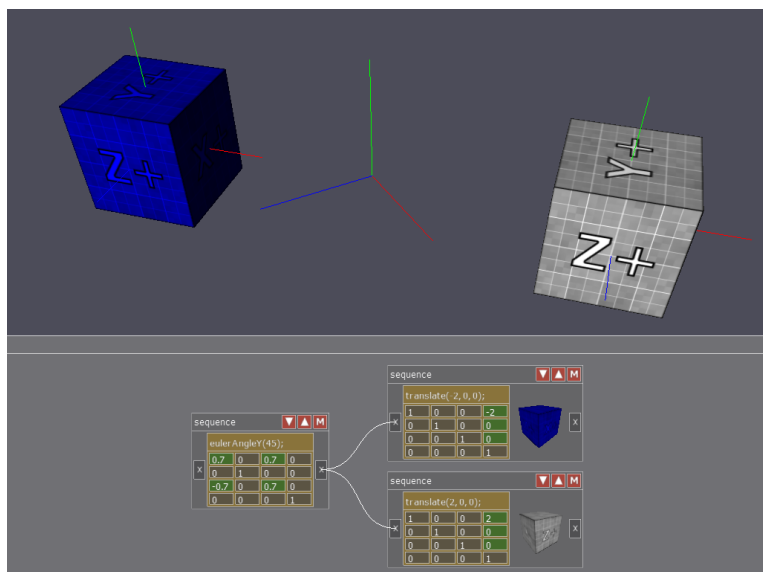 Y+
Z+
Y+
Z+
sequence
M
translate(-2, 0, 0);
1 0 0 -2
x 0 1 0 0 x
0 0 1 0
0 0 0 1
sequence
M
eulerAngleY(45);
0.7 0 0.7 0
x 0 1 0 0 x
-0.7 0 0.7 0
0 0 0 1
sequence
M
translate(2, 0, 0);
1 0 0 2
x 0 1 0 0 x
0 0 1 0
0 0 0 1